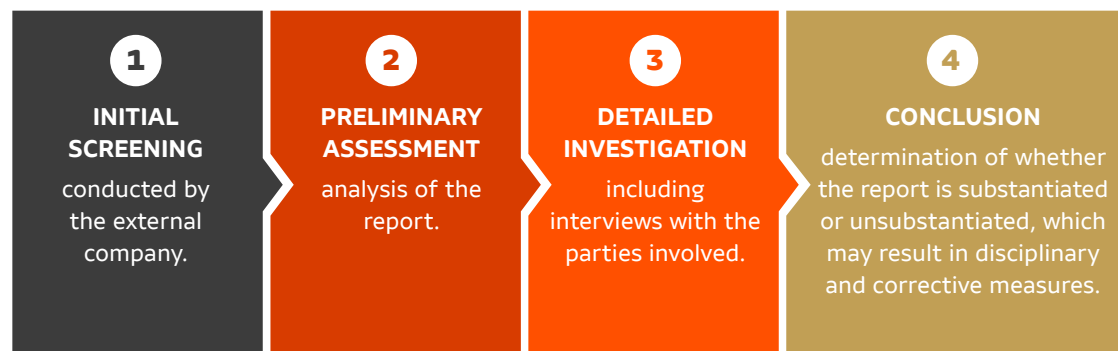 1
INITIAL
SCREENING
conducted by
the external
company.
2
PRELIMINARY
ASSESSMENT
analysis of the
report.
3
DETAILED
INVESTIGATION
including
interviews with the
parties involved.
4
CONCLUSION
determination of whether
the report is substantiated
or unsubstantiated, which
may result in disciplinary
and corrective measures.